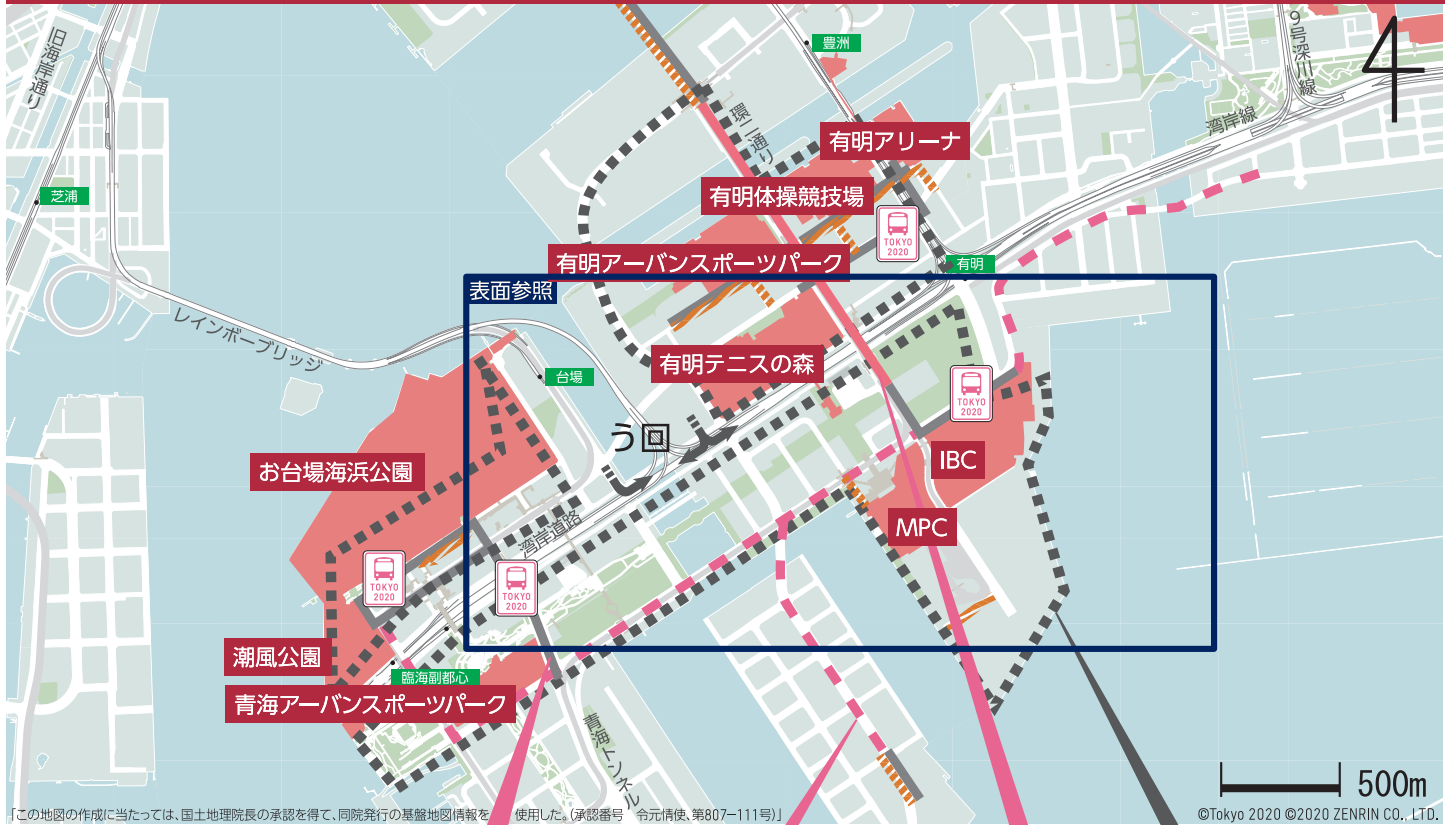 旧海岸通り
豊洲
9号深川線
4
湾岸線
環二通り
有明アリーナ
芝浦
有明体操競技場
TOKYO
2020
有明アーバンスポーツパーク
有明
表面参照
レインボーブリッジ
有明テニスの森
台場
TOKYO
2020
う回
お台場海浜公園
IBC
MPC
湾岸道路
TOKYO
2020
TOKYO
2020
潮風公園
臨海副都心
青海アーバンスポーツパーク
青海トンネル
500m
「この地図の作成に当たっては、国土地理院長の承認を得て、同院発行の基盤地図情報を 使用した。(承認番号 令元情使、第807-111号)」
©Tokyo 2020 ©2020 ZENRIN CO., LTD.